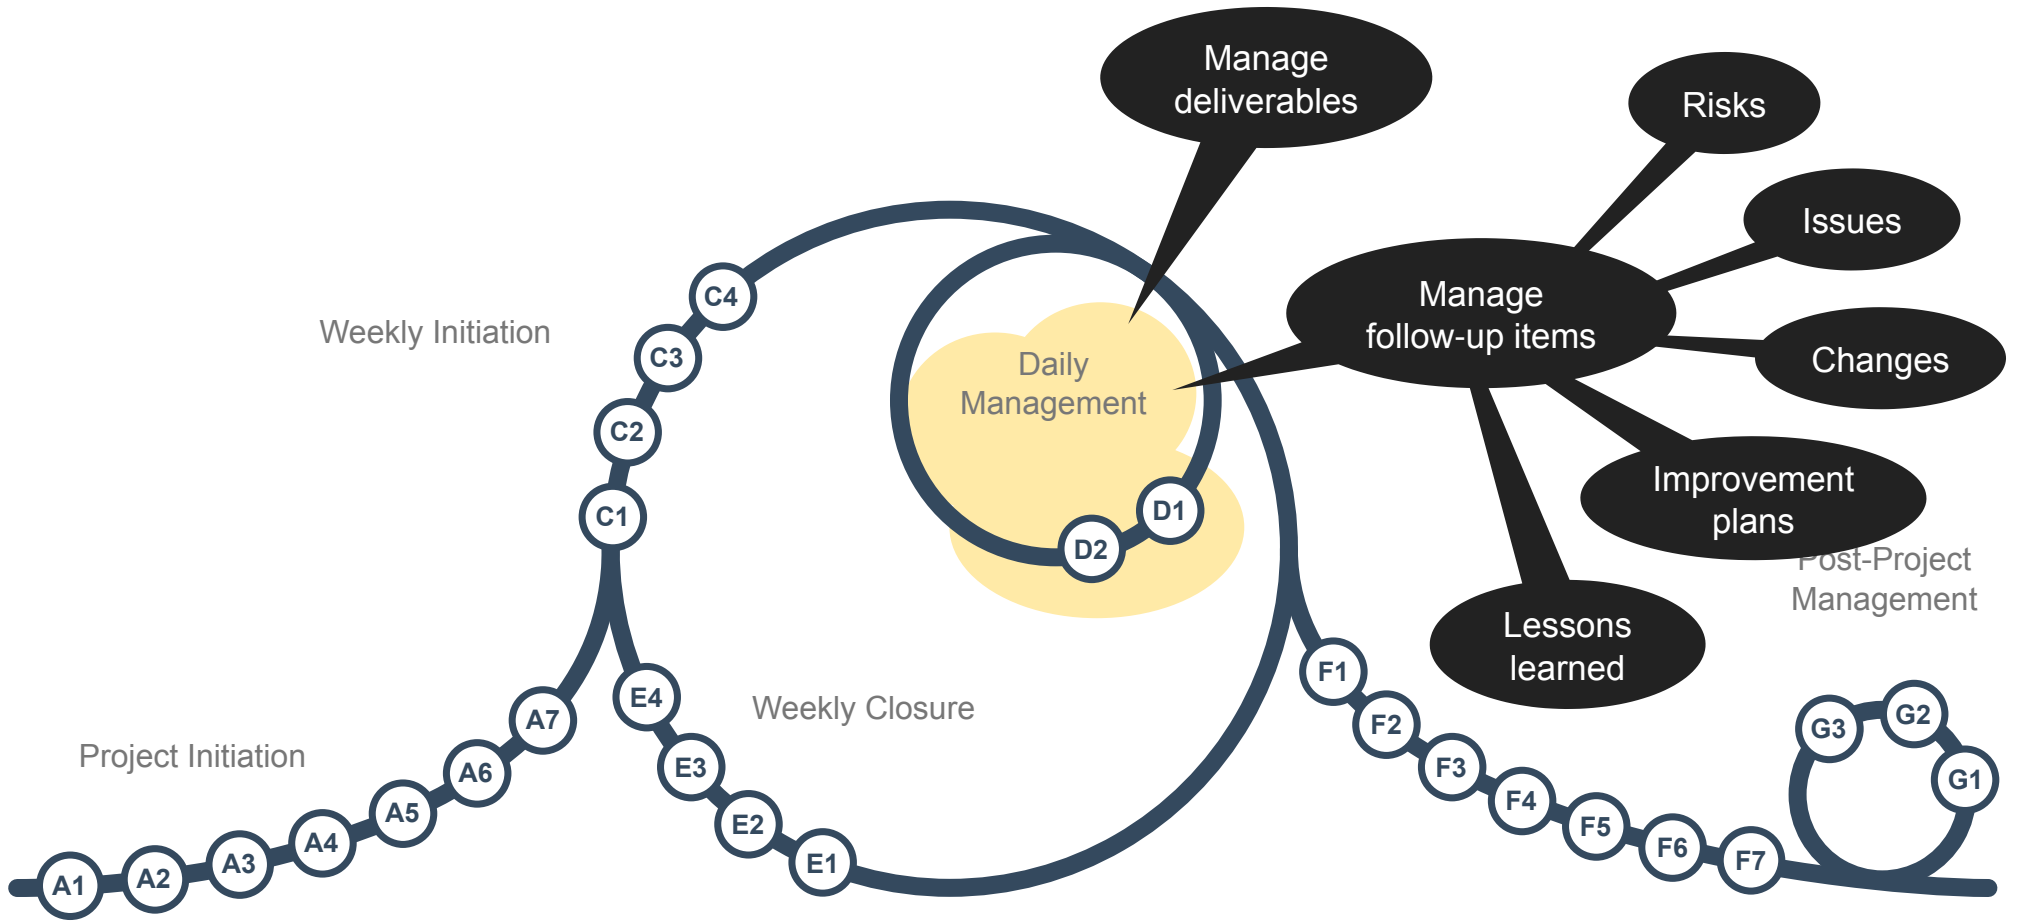 Manage
deliverables
Risks
Issues
Manage
follow-up items
Changes
Improvement
plans
Lessons
learned
Daily
Management
Weekly Initiation
Weekly Closure
Project Initiation
Post-Project
Management
A1
A2
A3
A4
A5
A6
A7
C1
C2
C3
C4
D1
D2
E1
E2
E3
E4
F1
F2
F3
F4
F5
F6
F7
G1
G2
G3